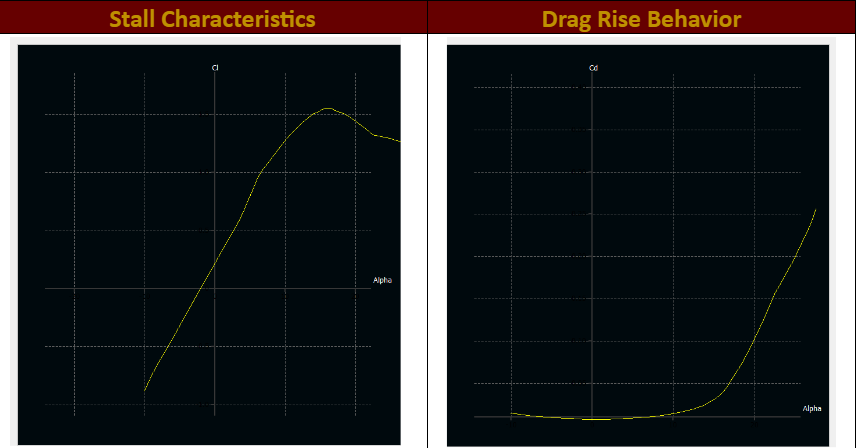 Stall Characteristics
Drag Rise Behavior
Cl
Cd
Alpha
Alpha